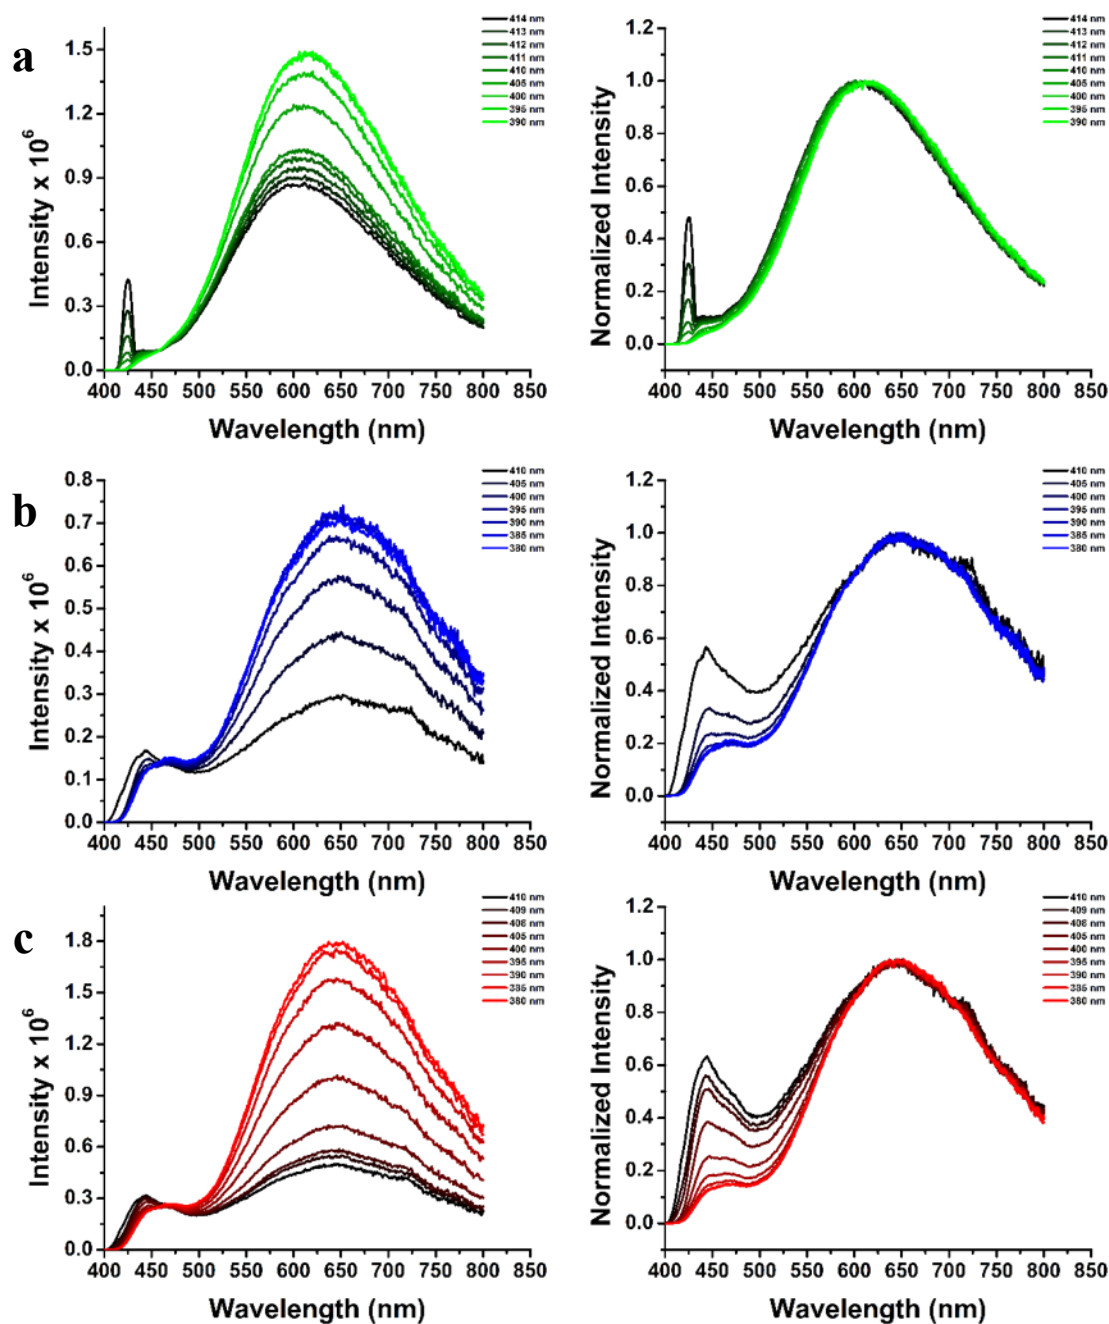 a
Intensity x 10⁶
1.5
1.2
0.9
0.6
0.3
0.0
400 450 500 550 600 650 700 750 800 850
Wavelength (nm)
414 nm
413 nm
412 nm
411 nm
410 nm
405 nm
400 nm
395 nm
390 nm
Normalized Intensity
1.2
1.0
0.8
0.6
0.4
0.2
0.0
400 450 500 550 600 650 700 750 800 850
Wavelength (nm)
414 nm
413 nm
412 nm
411 nm
410 nm
405 nm
400 nm
395 nm
390 nm
b
Intensity x 10⁶
0.8
0.7
0.6
0.5
0.4
0.3
0.2
0.1
0.0
400 450 500 550 600 650 700 750 800 850
Wavelength (nm)
410 nm
405 nm
400 nm
395 nm
390 nm
385 nm
380 nm
Normalized Intensity
1.2
1.0
0.8
0.6
0.4
0.2
0.0
400 450 500 550 600 650 700 750 800 850
Wavelength (nm)
410 nm
405 nm
400 nm
395 nm
390 nm
385 nm
380 nm
c
Intensity x 10⁶
1.8
1.5
1.2
0.9
0.6
0.3
0.0
400 450 500 550 600 650 700 750 800 850
Wavelength (nm)
410 nm
409 nm
408 nm
405 nm
400 nm
395 nm
390 nm
385 nm
380 nm
Normalized Intensity
1.2
1.0
0.8
0.6
0.4
0.2
0.0
400 450 500 550 600 650 700 750 800 850
Wavelength (nm)
410 nm
409 nm
408 nm
405 nm
400 nm
395 nm
390 nm
385 nm
380 nm